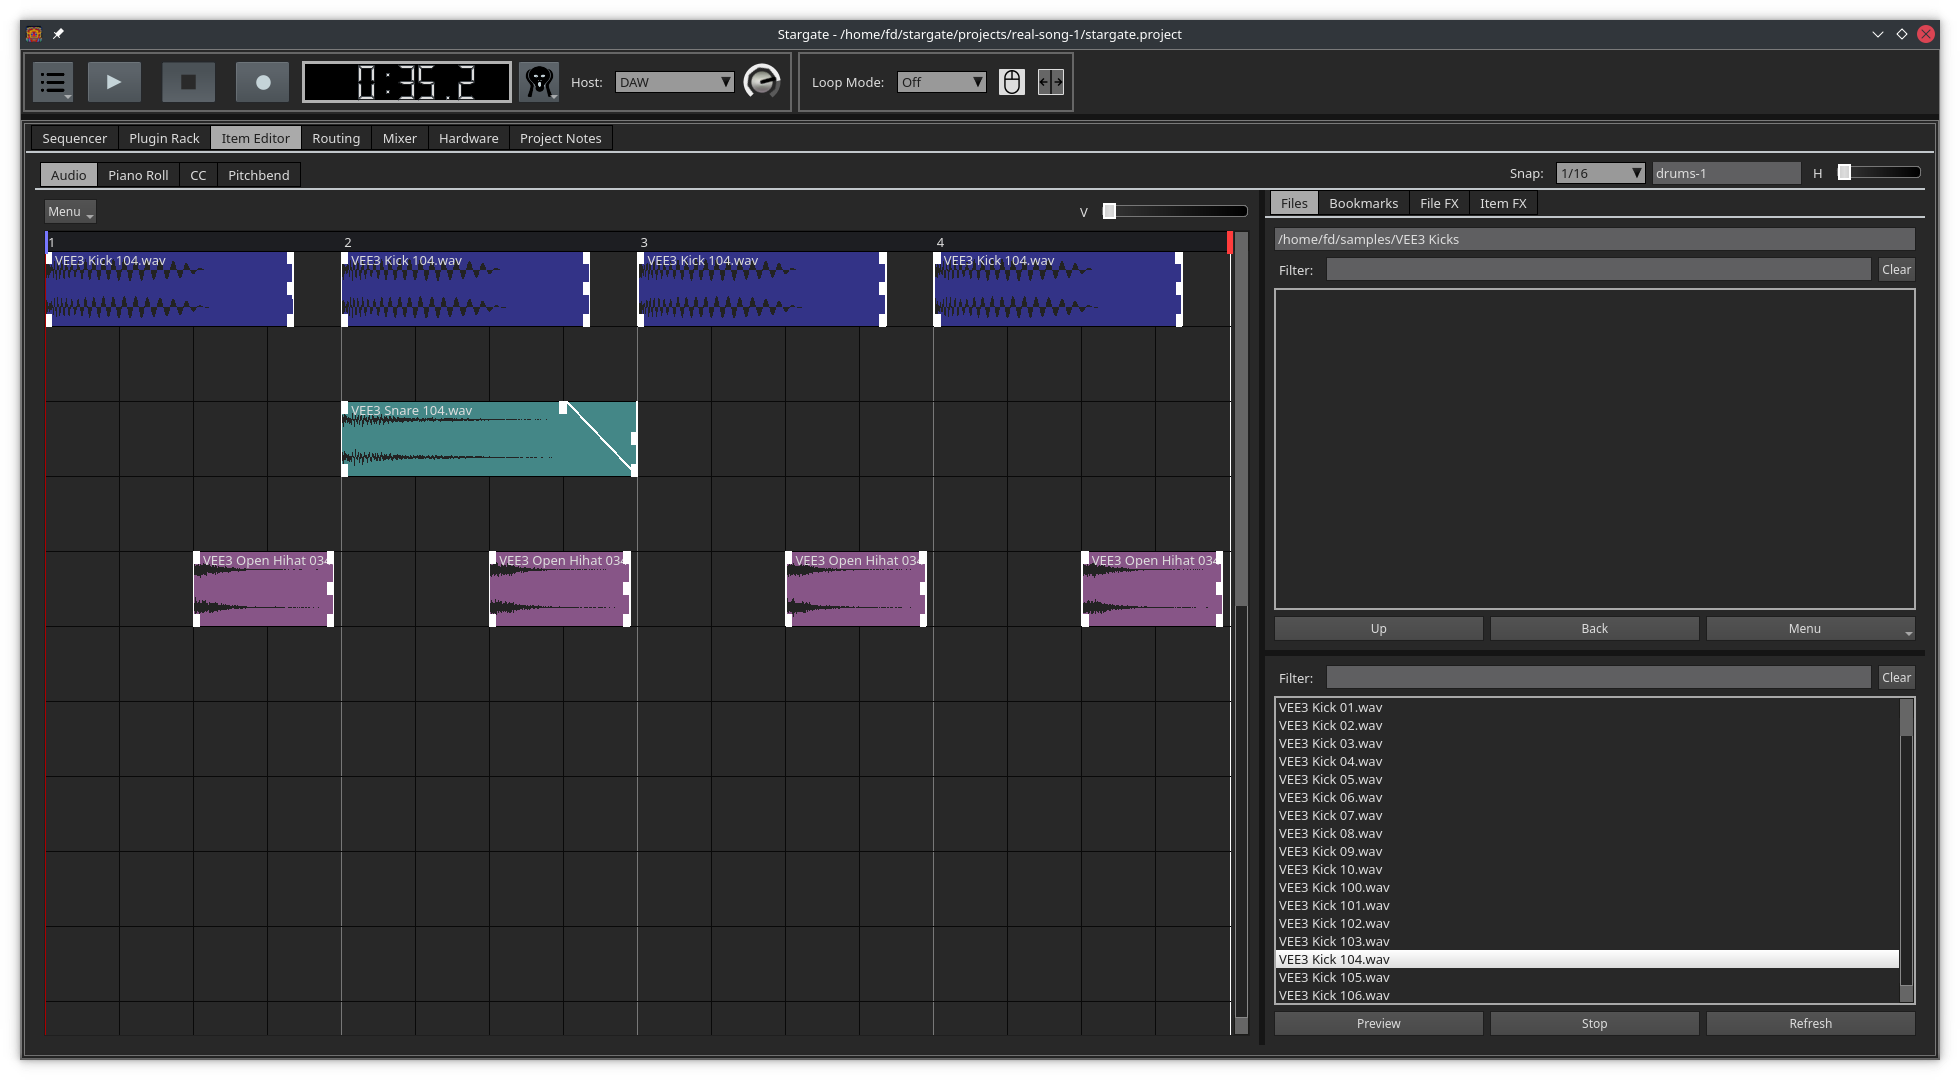 Stargate - /home/fd/stargate/projects/real-song-1/stargate.project
0:35.2 Host: DAW Loop Mode: Off
Sequencer Plugin Rack Item Editor Routing Mixer Hardware Project Notes
Audio Piano Roll CC Pitchbend Snap: 1/16 drums-1 H
Menu V
1 2 3 4
VEE3 Kick 104.wav VEE3 Kick 104.wav VEE3 Kick 104.wav VEE3 Kick 104.wav
VEE3 Snare 104.wav
VEE3 Open Hihat 034 VEE3 Open Hihat 034 VEE3 Open Hihat 034 VEE3 Open Hihat 034
Files Bookmarks File FX Item FX
/home/fd/samples/VEE3 Kicks
Filter: Clear
Up Back Menu
Filter: Clear
VEE3 Kick 01.wav
VEE3 Kick 02.wav
VEE3 Kick 03.wav
VEE3 Kick 04.wav
VEE3 Kick 05.wav
VEE3 Kick 06.wav
VEE3 Kick 07.wav
VEE3 Kick 08.wav
VEE3 Kick 09.wav
VEE3 Kick 10.wav
VEE3 Kick 100.wav
VEE3 Kick 101.wav
VEE3 Kick 102.wav
VEE3 Kick 103.wav
VEE3 Kick 104.wav
VEE3 Kick 105.wav
VEE3 Kick 106.wav
Preview Stop Refresh